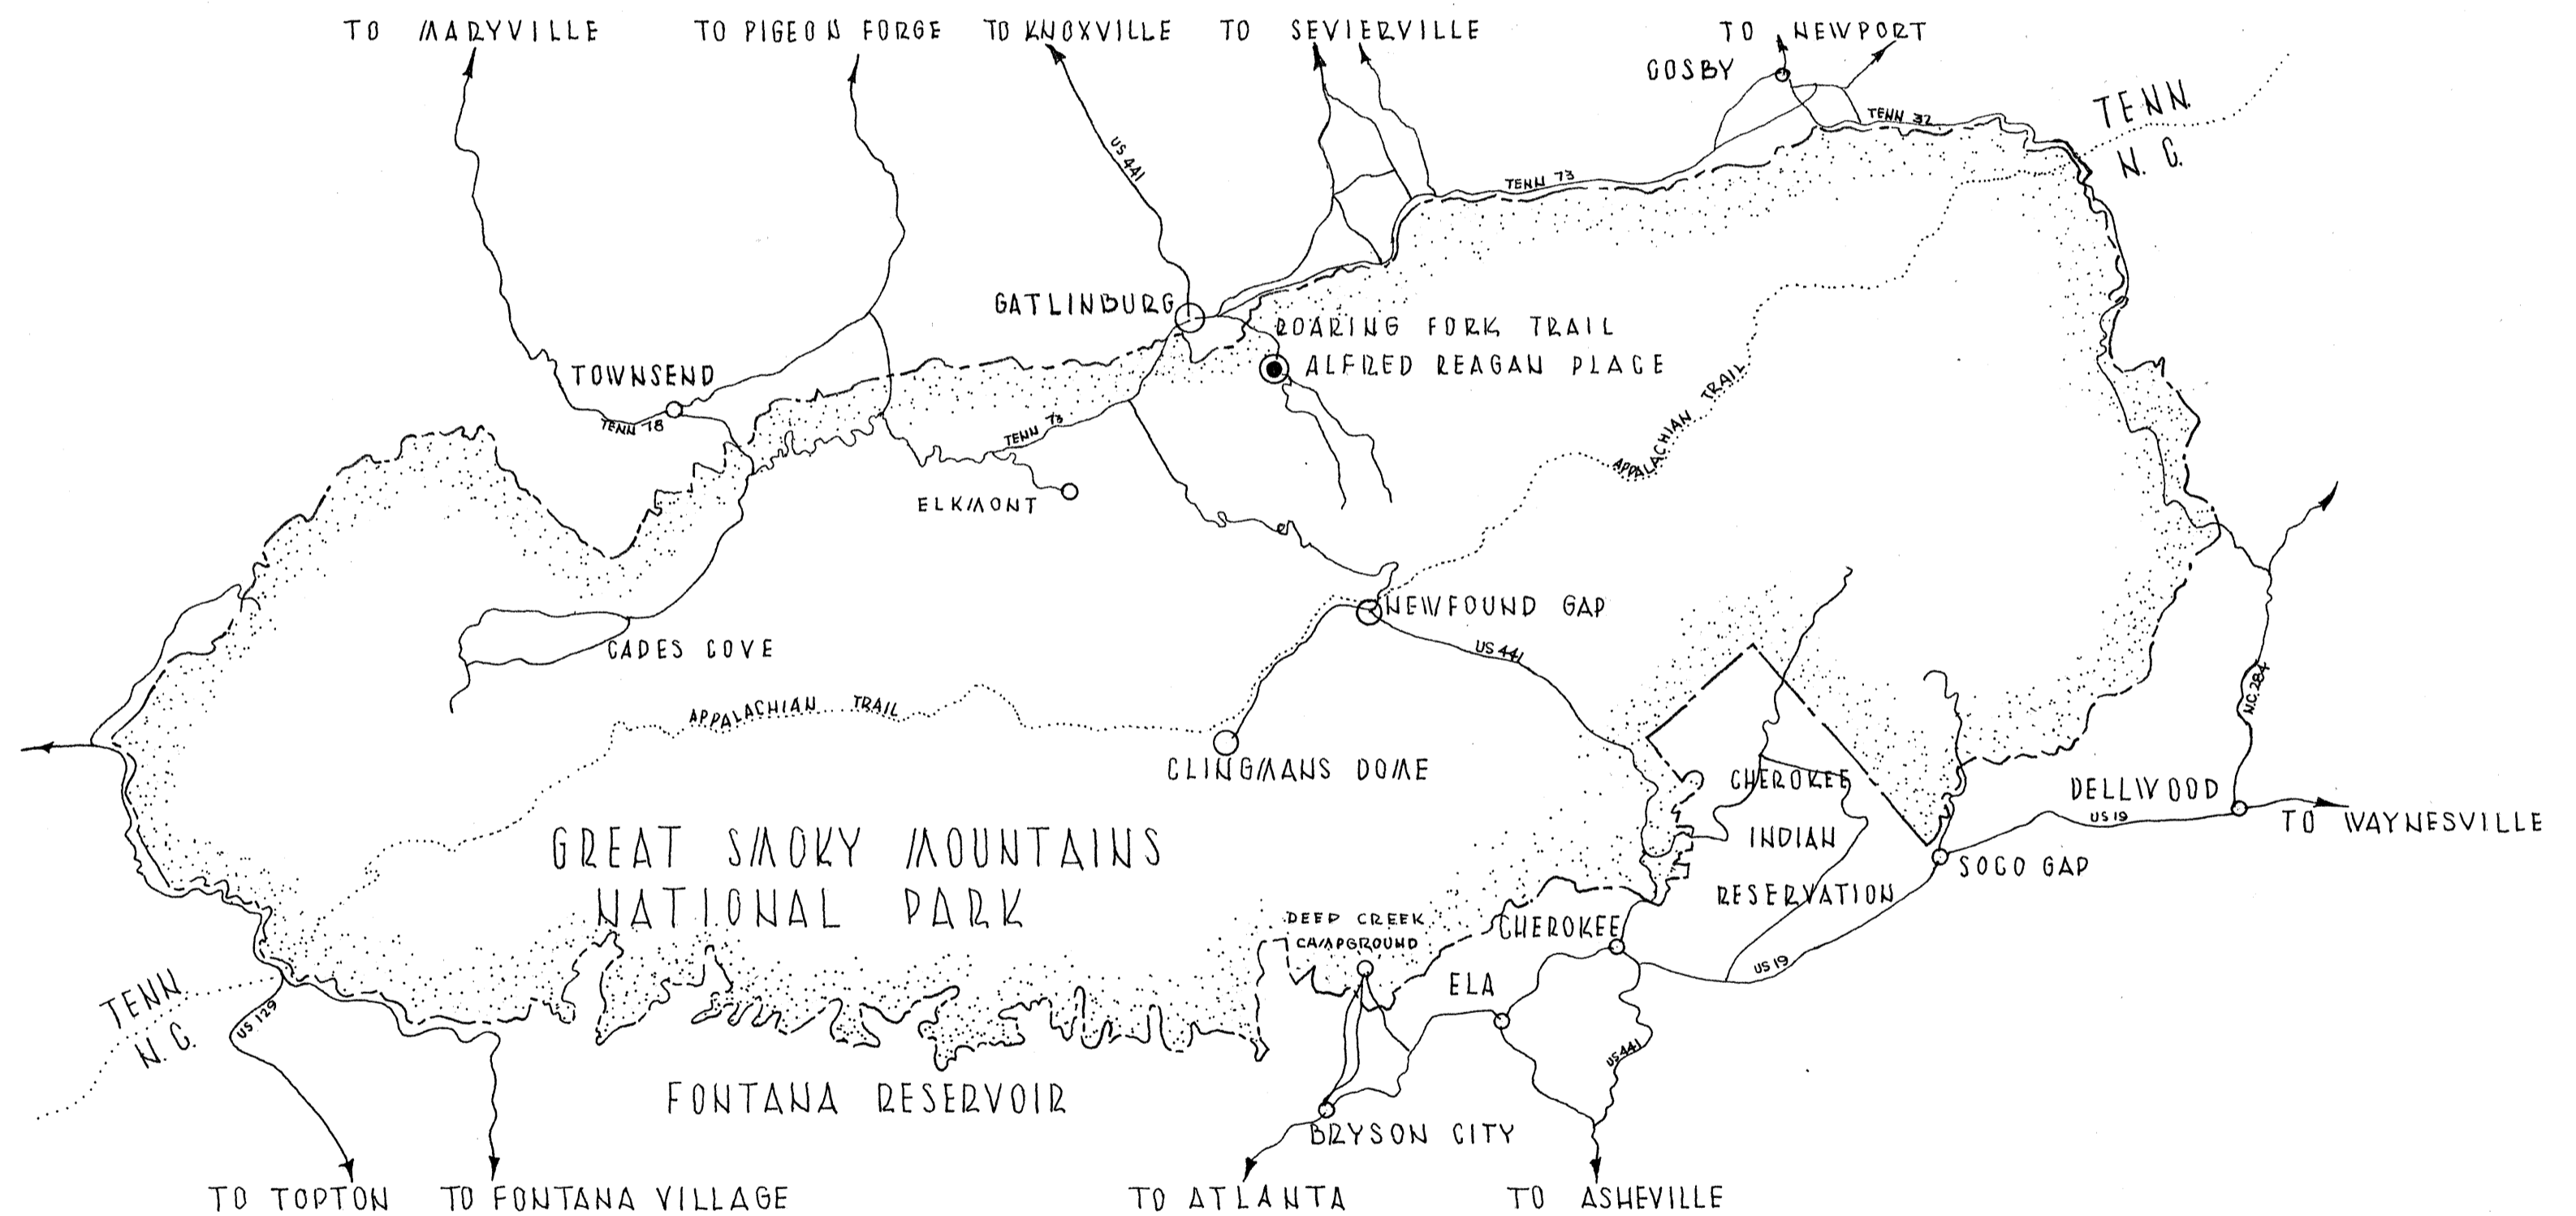 TO MARYVILLE
TO PIGEON FORGE
TO KNOXVILLE
TO SEVIERVILLE
TO NEWPORT
COSBY
TENN.
N. C.
TENN 32
US 441
TENN 73
GATLINBURG
ROARING FORK TRAIL
ALFRED REAGAN PLACE
TOWNSEND
TENN 78
TENN 73
APPALACHIAN TRAIL
ELKMONT
NEWFOUND GAP
CADES COVE
US 441
N.C. 284
APPALACHIAN TRAIL
CLINGMANS DOME
CHEROKEE
INDIAN
RESERVATION
DELLWOOD
US 19
TO WAYNESVILLE
GREAT SMOKY MOUNTAINS
NATIONAL PARK
SOCO GAP
DEEP CREEK
CAMPGROUND
CHEROKEE
US 19
ELA
TENN
N. C.
US 129
US 441
FONTANA RESERVOIR
BRYSON CITY
TO TOPTON
TO FONTANA VILLAGE
TO ATLANTA
TO ASHEVILLE